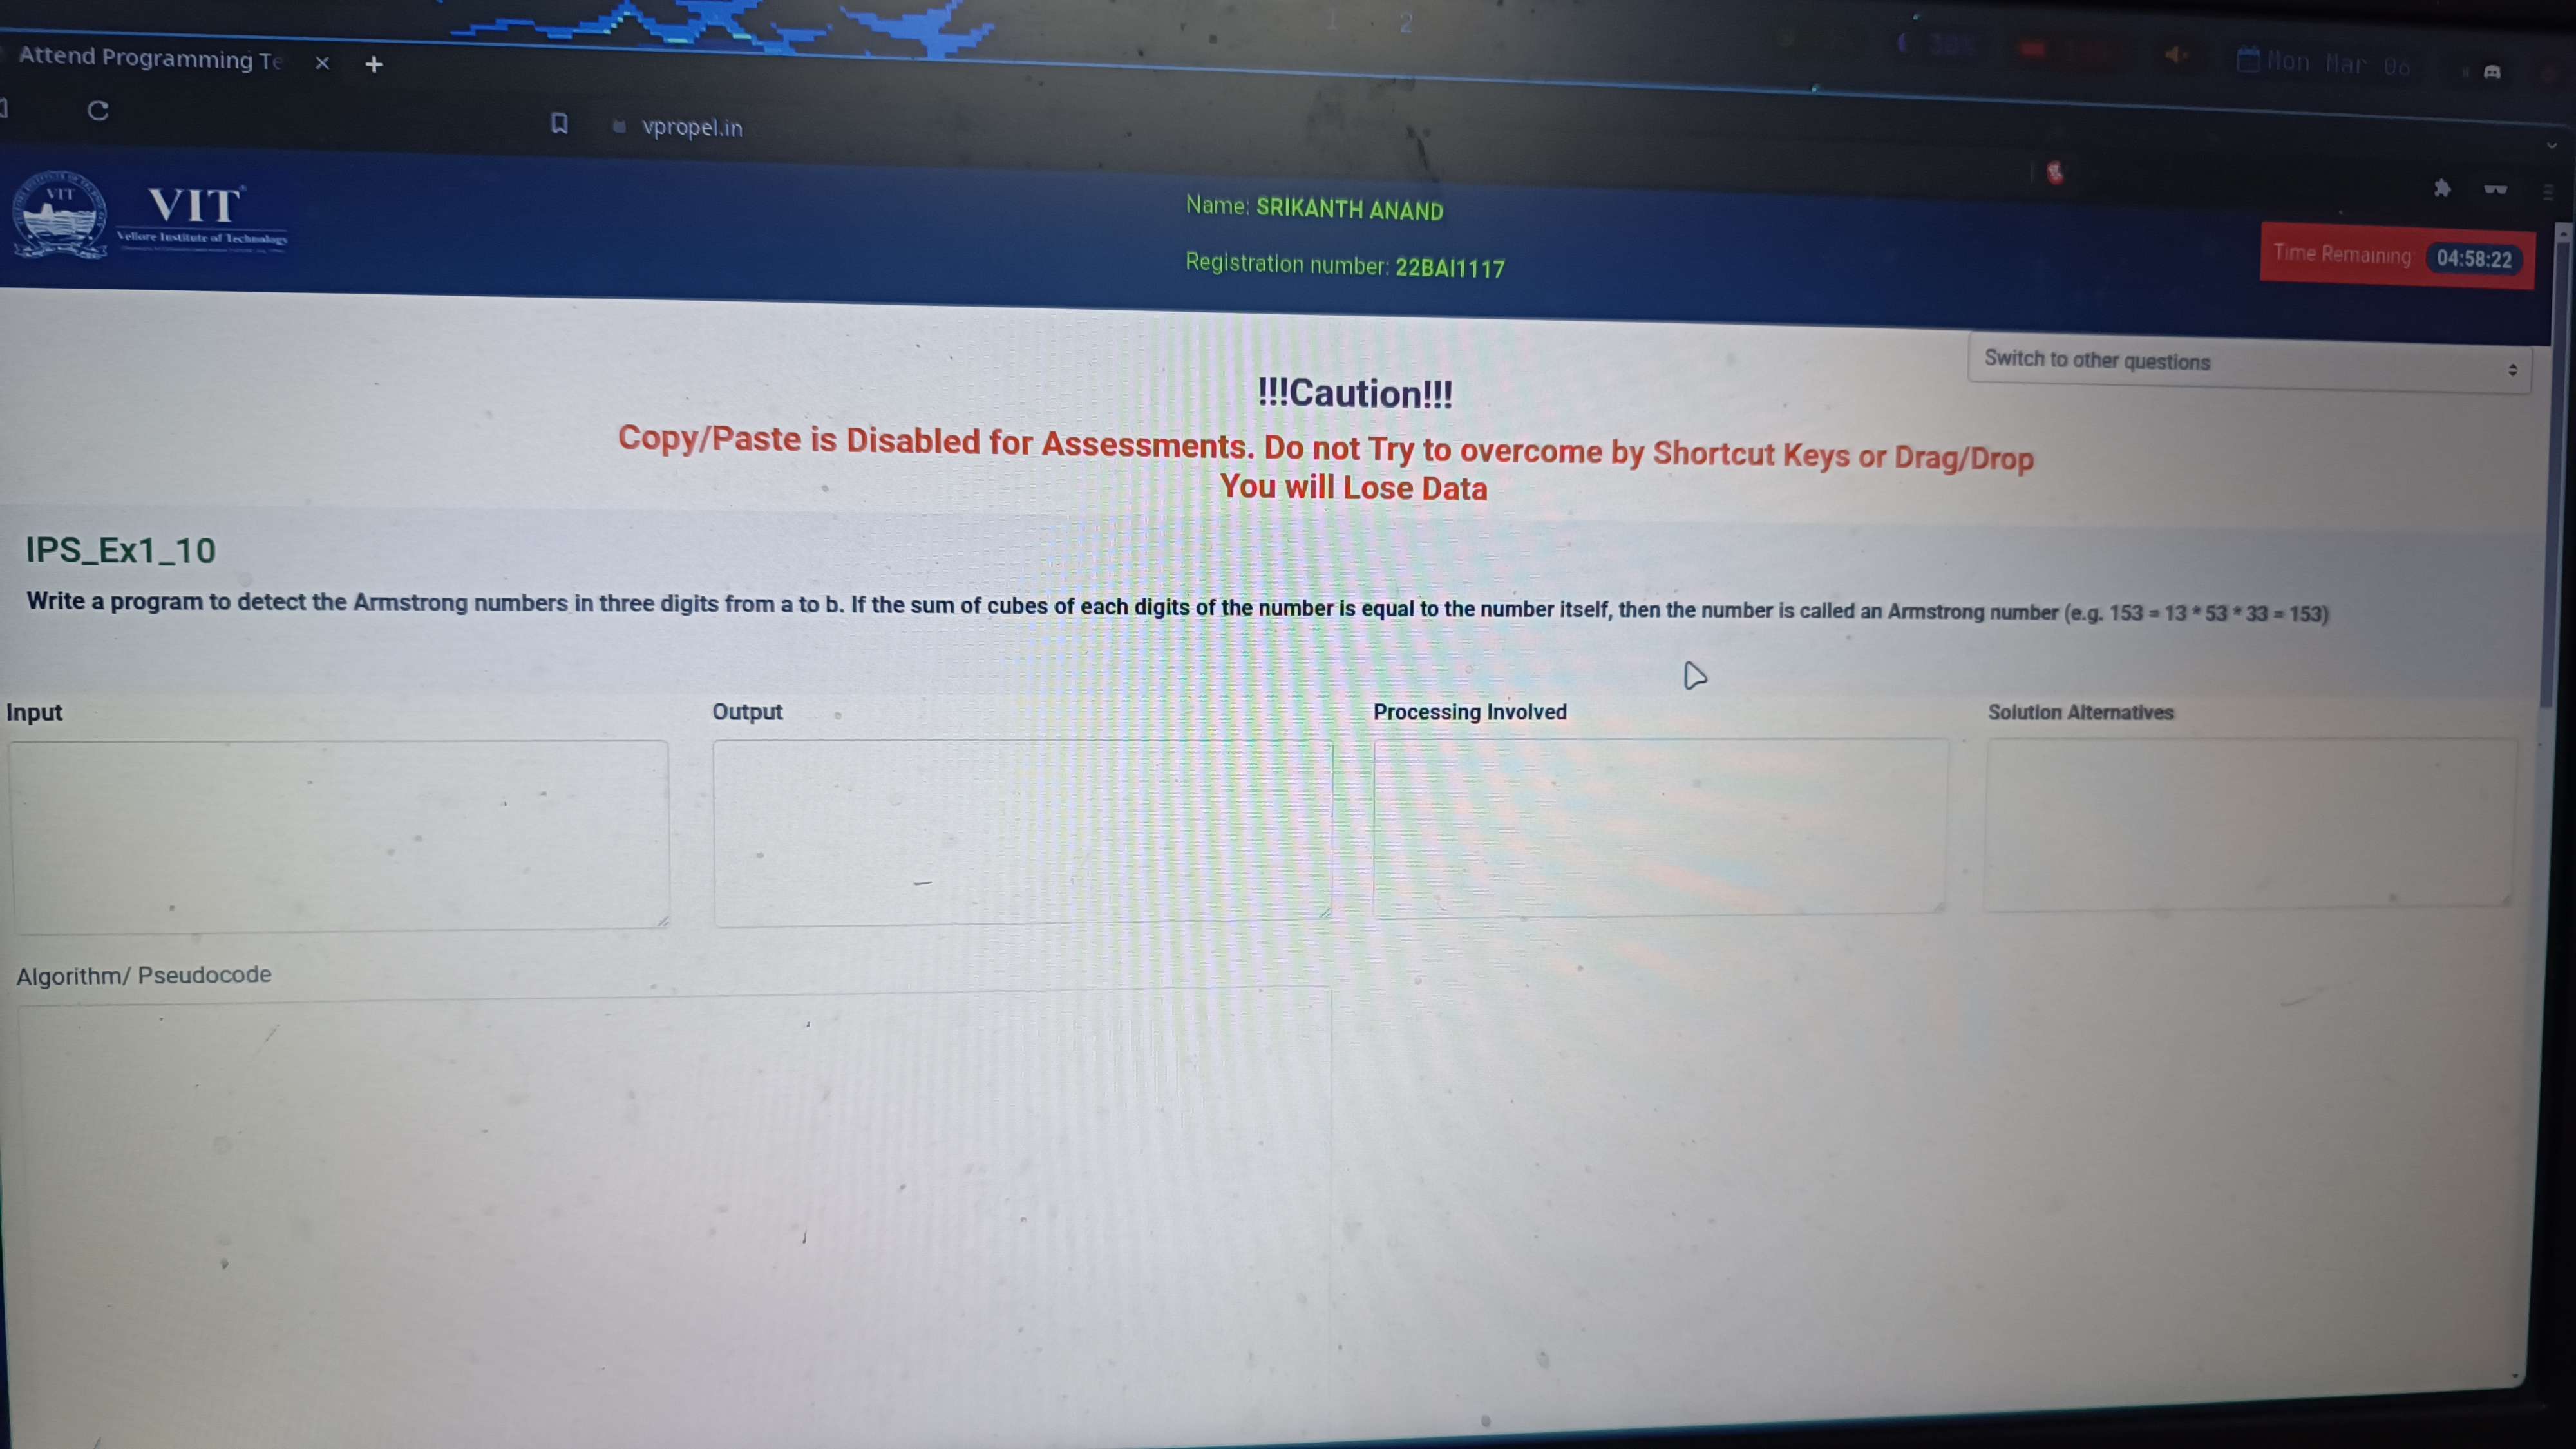 Attend Programming Te
1 2
Mon Mar 06
vpropel.in
VIT
VIT
Vellore Institute of Technology
Name: SRIKANTH ANAND
Registration number: 22BAI1117
Time Remaining 04:58:22
Switch to other questions
!!!Caution!!!
Copy/Paste is Disabled for Assessments. Do not Try to overcome by Shortcut Keys or Drag/Drop
You will Lose Data
IPS_Ex1_10
Write a program to detect the Armstrong numbers in three digits from a to b. If the sum of cubes of each digits of the number is equal to the number itself, then the number is called an Armstrong number (e.g. 153 = 13 * 53 * 33 = 153)
Input
Output
Processing Involved
Solution Alternatives
Algorithm/ Pseudocode